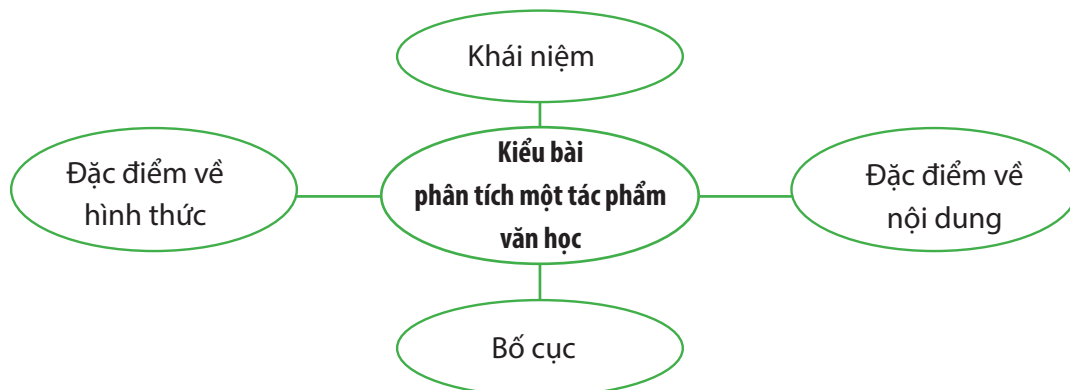 Khái niệm
Đặc điểm về
hình thức
Kiểu bài
phân tích một tác phẩm
văn học
Đặc điểm về
nội dung
Bố cục